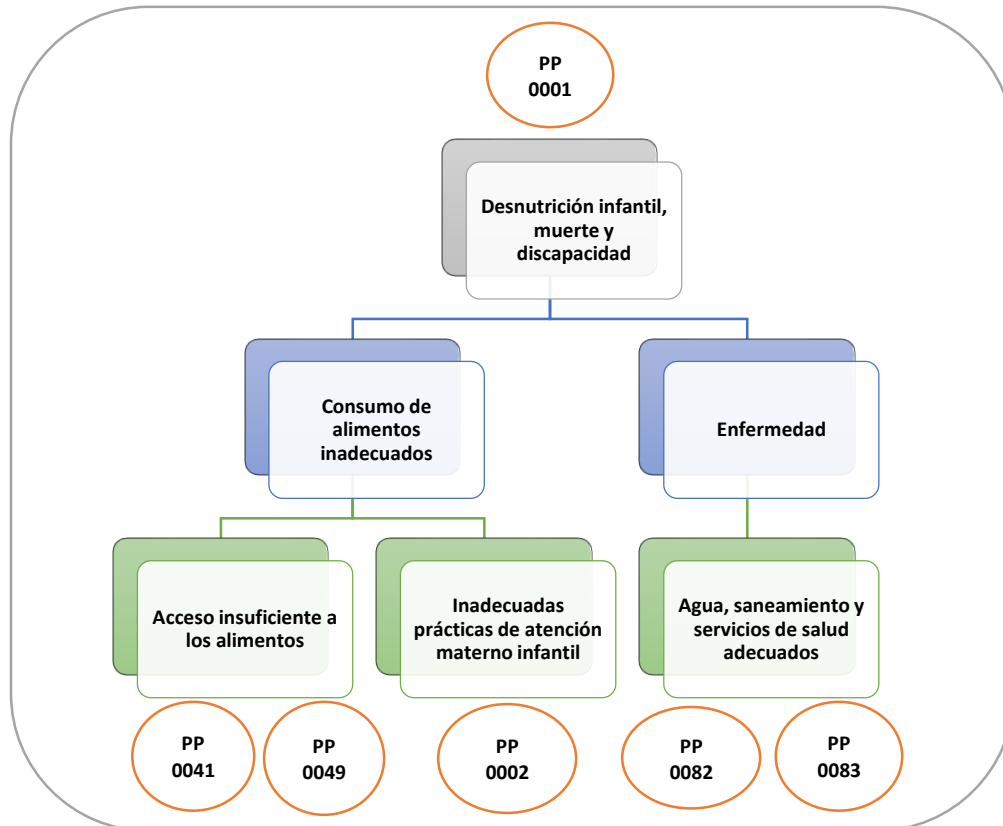 PP
0001
Desnutrición infantil,
muerte y
discapacidad
Consumo de
alimentos
inadecuados
Enfermedad
Acceso insuficiente a
los alimentos
Inadecuadas
prácticas de atención
materno infantil
Agua, saneamiento y
servicios de salud
adecuados
PP
0041
PP
0049
PP
0002
PP
0082
PP
0083